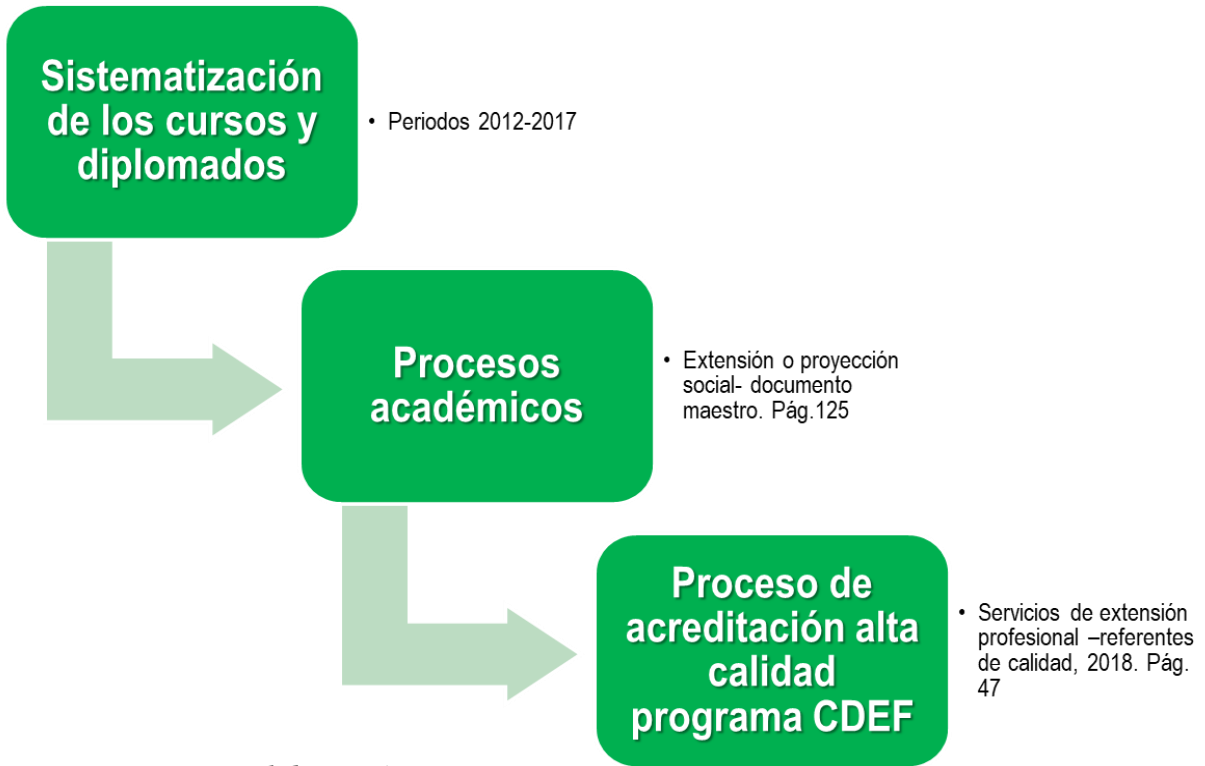 Sistematización
de los cursos y
diplomados
• Periodos 2012-2017
Procesos
académicos
• Extensión o proyección
social- documento
maestro. Pág.125
Proceso de
acreditación alta
calidad
programa CDEF
• Servicios de extensión
profesional –referentes
de calidad, 2018. Pág.
47